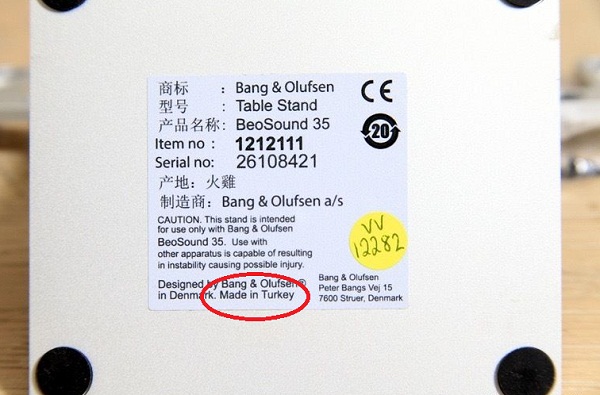 商标 : Bang & Olufsen
型号 : Table Stand
产品名称: BeoSound 35
Item no : 1212111
Serial no: 26108421
产地: 火雞
制造商: Bang & Olufsen a/s
CE
20
CAUTION. This stand is intended
for use only with Bang & Olufsen
BeoSound 35. Use with
other apparatus is capable of resulting
in instability causing possible injury.
VV
12282
Designed by Bang & Olufsen®
in Denmark. Made in Turkey
Bang & Olufsen
Peter Bangs Vej 15
7600 Struer, Denmark